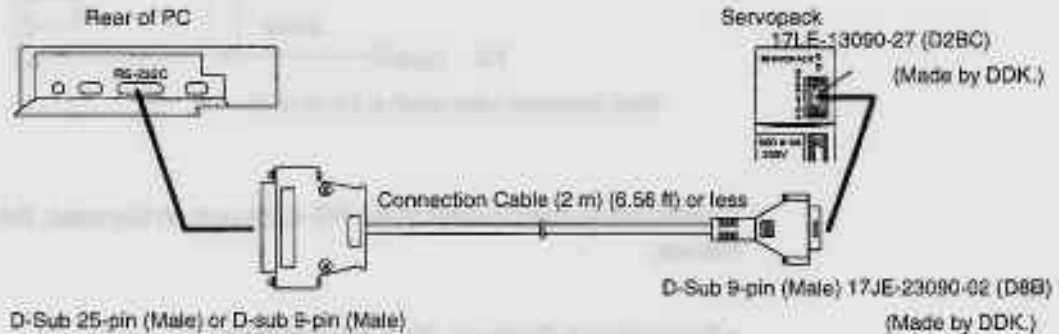 Rear of PC
RS-232C
Servopack
17LE-13090-27 (D2BC)
(Made by DDK.)
Connection Cable (2 m) (6.56 ft) or less
D-Sub 9-pin (Male) 17JE-23090-02 (D8B)
(Made by DDK.)
D-Sub 25-pin (Male) or D-sub 9-pin (Male)